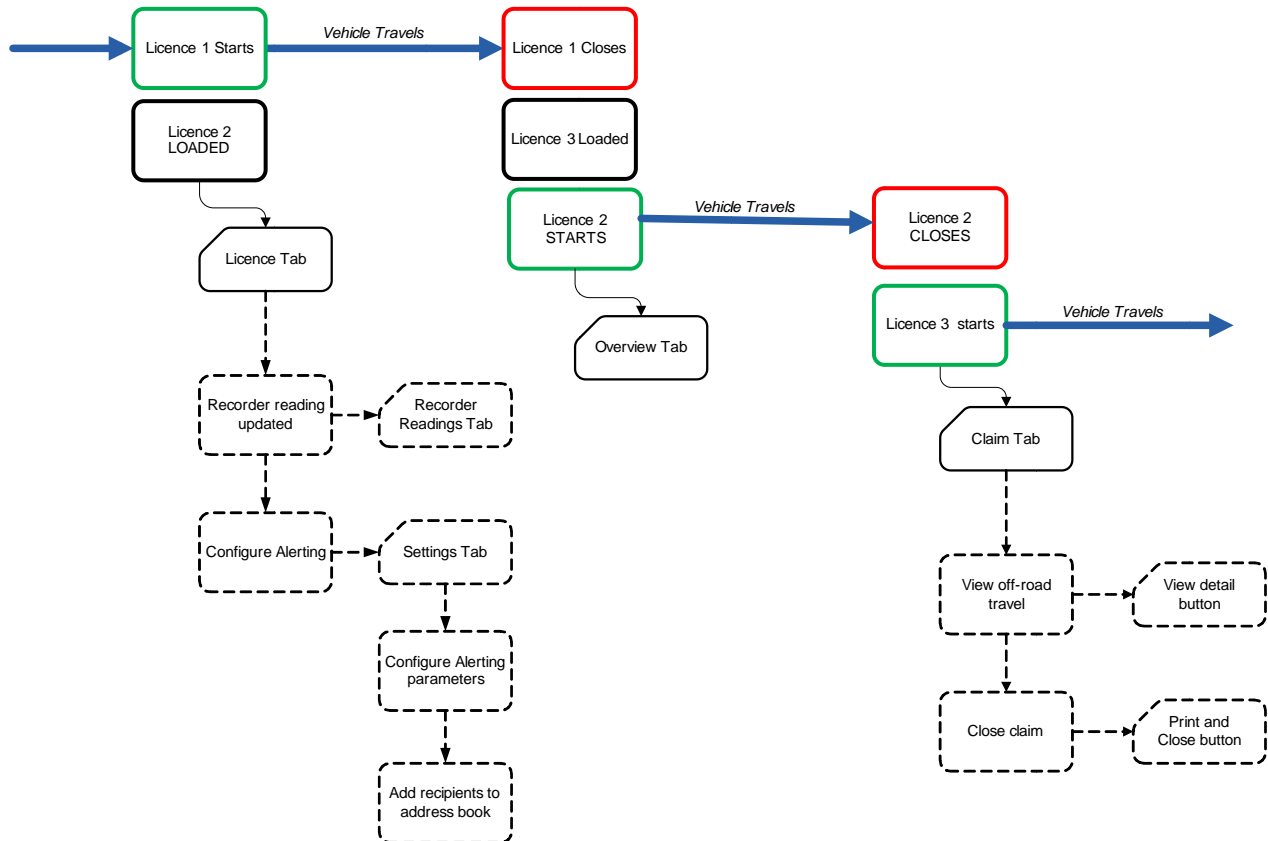 Licence 1 Starts
Vehicle Travels
Licence 1 Closes
Licence 2
LOADED
Licence 3 Loaded
Licence 2
STARTS
Vehicle Travels
Licence 2
CLOSES
Licence Tab
Overview Tab
Licence 3 starts
Vehicle Travels
Recorder reading
updated
Recorder
Readings Tab
Claim Tab
Configure Alerting
Settings Tab
View off-road
travel
View detail
button
Configure Alerting
parameters
Close claim
Print and
Close button
Add recipients to
address book